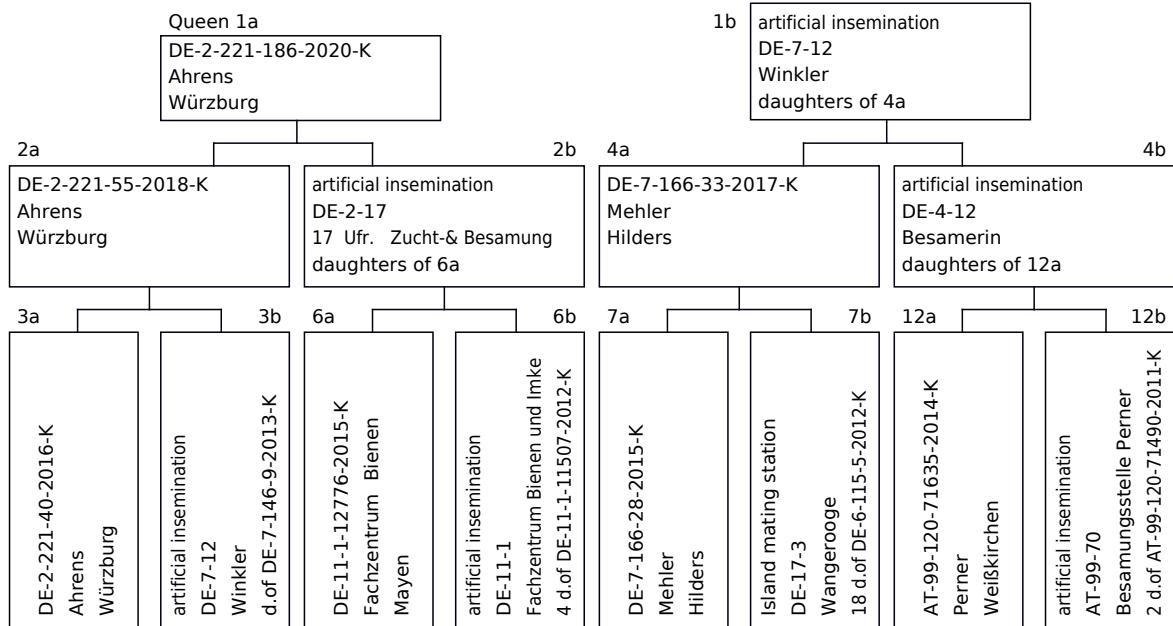 Queen 1a
DE-2-221-186-2020-K
Ahrens
Würzburg
1b
artificial insemination
DE-7-12
Winkler
daughters of 4a
2a
DE-2-221-55-2018-K
Ahrens
Würzburg
2b
artificial insemination
DE-2-17
17 Ufr. Zucht-& Besamung
daughters of 6a
4a
DE-7-166-33-2017-K
Mehler
Hilders
4b
artificial insemination
DE-4-12
Besamerin
daughters of 12a
3a
DE-2-221-40-2016-K
Ahrens
Würzburg
3b
artificial insemination
DE-7-12
Winkler
d.of DE-7-146-9-2013-K
6a
DE-11-1-12776-2015-K
Fachzentrum Bienen
Mayen
6b
artificial insemination
DE-11-1
Fachzentrum Bienen und Imke
4 d.of DE-11-1-11507-2012-K
7a
DE-7-166-28-2015-K
Mehler
Hilders
7b
Island mating station
DE-17-3
Wangerooge
18 d.of DE-6-115-5-2012-K
12a
AT-99-120-71635-2014-K
Perner
Weißkirchen
12b
artificial insemination
AT-99-70
Besamungsstelle Perner
2 d.of AT-99-120-71490-2011-K